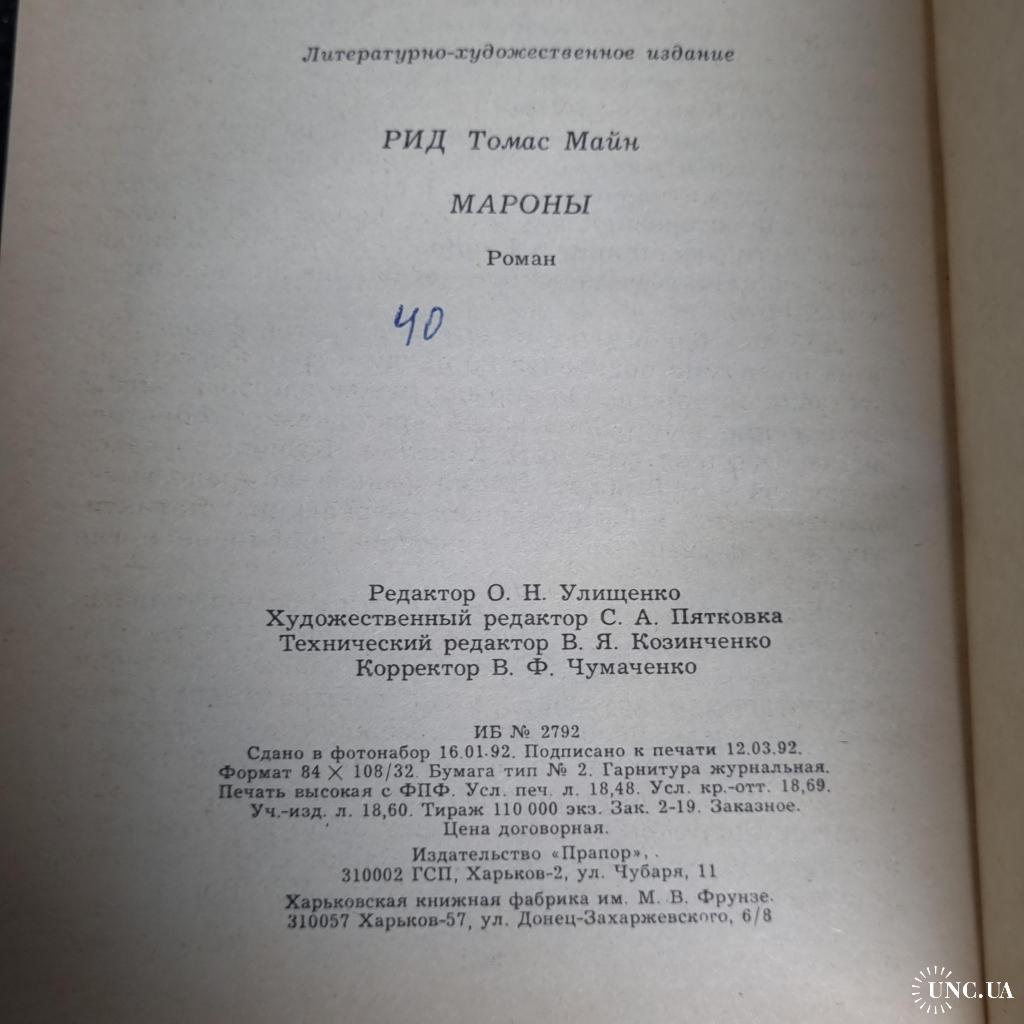 Литературно-художественное издание
РИД Томас Майн
МАРОНЫ
Роман
40
Редактор О. Н. Улищенко
Художественный редактор С. А. Пятковка
Технический редактор В. Я. Козинченко
Корректор В. Ф. Чумаченко
ИБ № 2792
Сдано в фотонабор 16.01.92. Подписано к печати 12.03.92.
Формат 84 × 108/32. Бумага тип № 2. Гарнитура журнальная.
Печать высокая с ФПФ. Усл. печ. л. 18,48. Усл. кр.-отт. 18,69.
Уч.-изд. л. 18,60. Тираж 110 000 экз. Зак. 2-19. Заказное.
Цена договорная.
Издательство «Прапор»,
310002 ГСП, Харьков-2, ул. Чубаря, 11
Харьковская книжная фабрика им. М. В. Фрунзе.
310057 Харьков-57, ул. Донец-Захаржевского, 6/8
UNC.UA